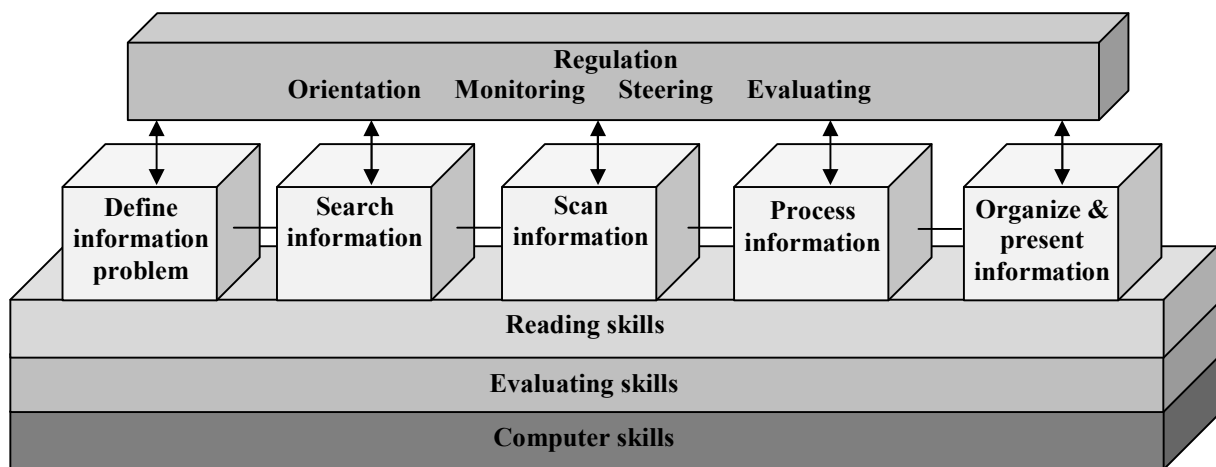 Regulation
Orientation Monitoring Steering Evaluating
Define
information
problem
Search
information
Scan
information
Process
information
Organize &
present
information
Reading skills
Evaluating skills
Computer skills